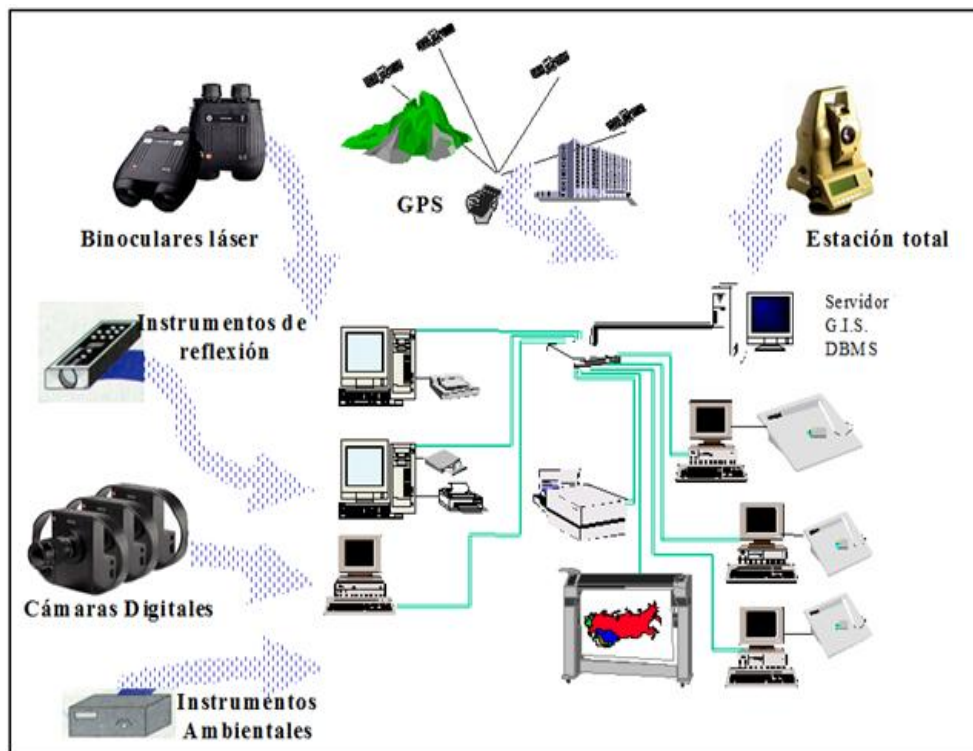 GPS
Binoculares láser
Estación total
Instrumentos de
reflexión
Servidor
G.I.S.
DBMS
Cámaras Digitales
Instrumentos
Ambientales